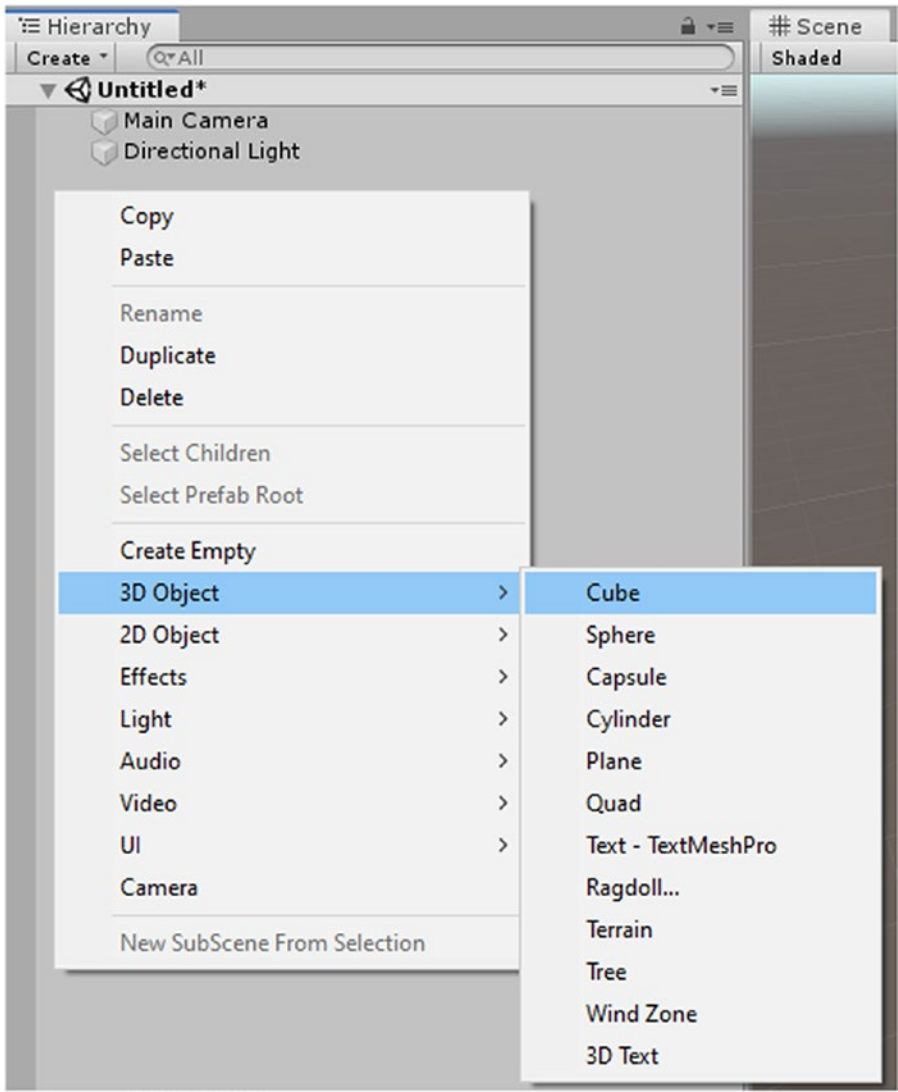 Hierarchy
Scene
Create
All
Shaded
Untitled*
Main Camera
Directional Light
Copy
Paste
Rename
Duplicate
Delete
Select Children
Select Prefab Root
Create Empty
3D Object
2D Object
Effects
Light
Audio
Video
UI
Camera
New SubScene From Selection
Cube
Sphere
Capsule
Cylinder
Plane
Quad
Text - TextMeshPro
Ragdoll...
Terrain
Tree
Wind Zone
3D Text